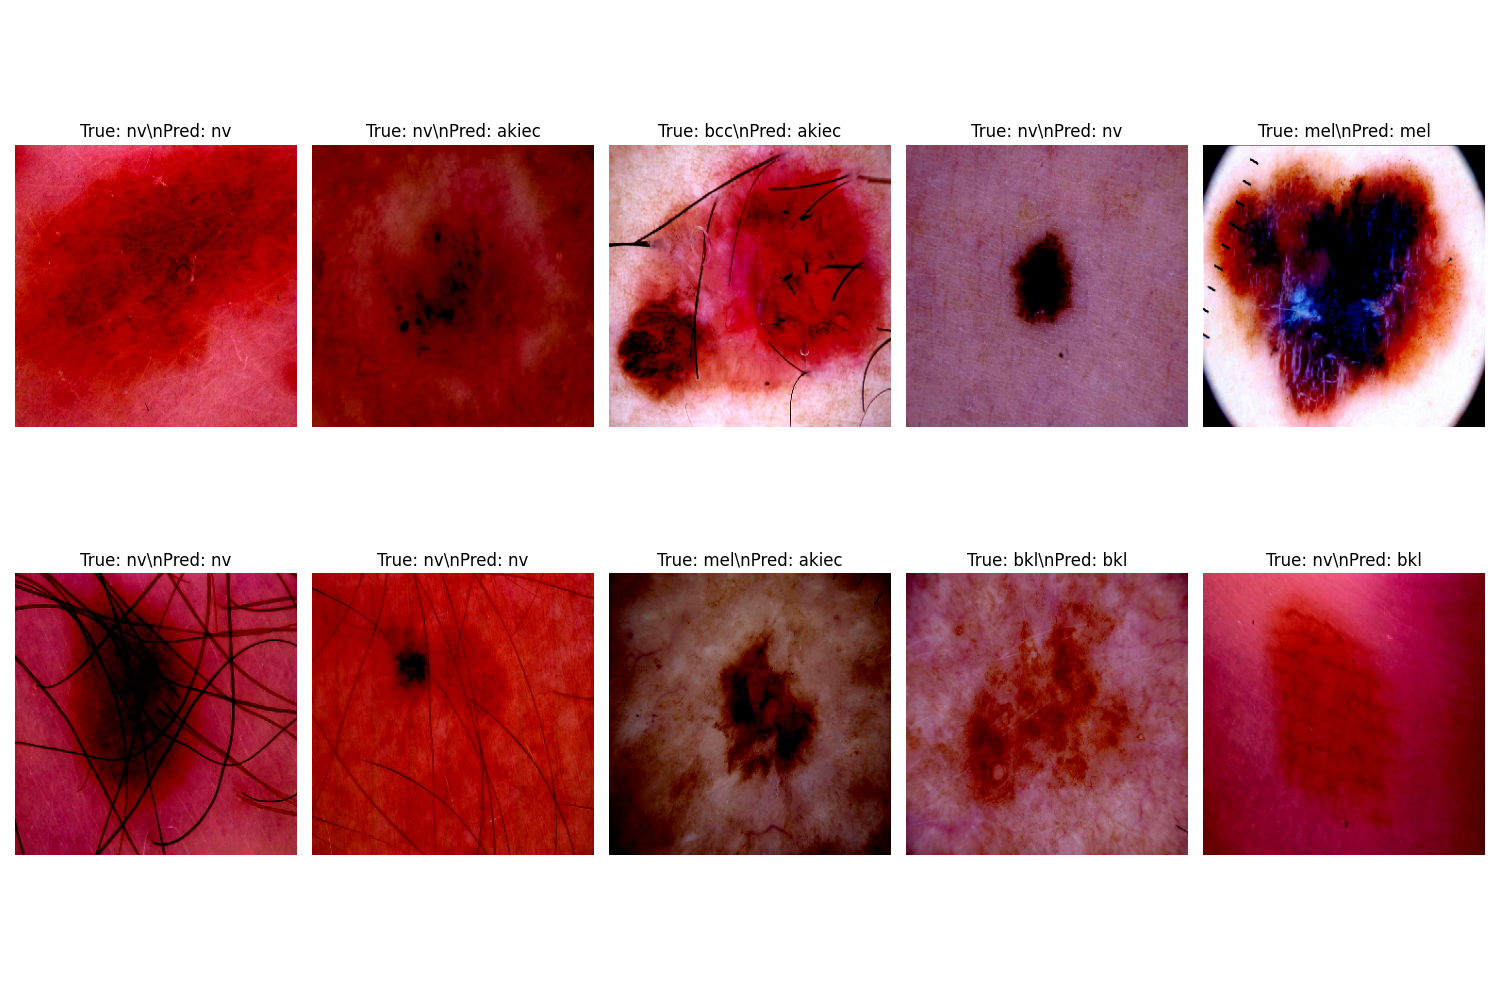 True: nv\nPred: nv
True: nv\nPred: akiec
True: bcc\nPred: akiec
True: nv\nPred: nv
True: mel\nPred: mel
True: nv\nPred: nv
True: nv\nPred: nv
True: mel\nPred: akiec
True: bkl\nPred: bkl
True: nv\nPred: bkl